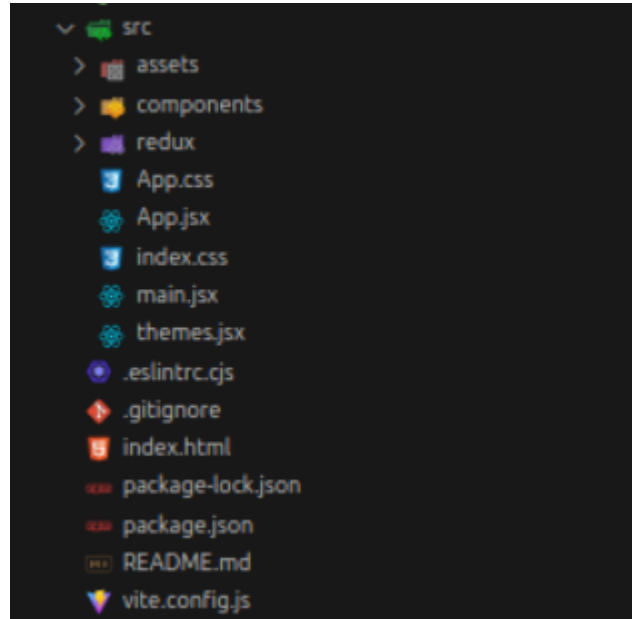 src
assets
components
redux
App.css
App.jsx
index.css
main.jsx
themes.jsx
.eslintrc.cjs
.gitignore
index.html
package-lock.json
package.json
README.md
vite.config.js